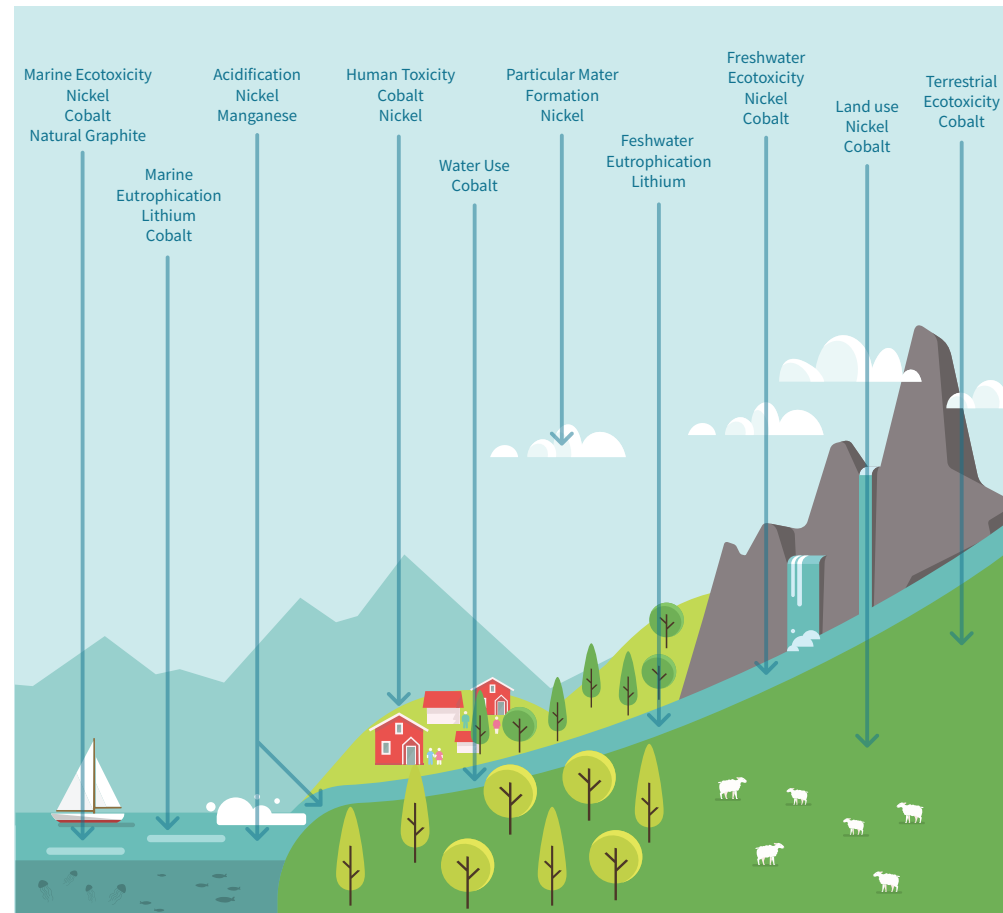 Marine Ecotoxicity
Nickel
Cobalt
Natural Graphite
Marine
Eutrophication
Lithium
Cobalt
Acidification
Nickel
Manganese
Human Toxicity
Cobalt
Nickel
Water Use
Cobalt
Particular Mater
Formation
Nickel
Feshwater
Eutrophication
Lithium
Freshwater
Ecotoxicity
Nickel
Cobalt
Land use
Nickel
Cobalt
Terrestrial
Ecotoxicity
Cobalt